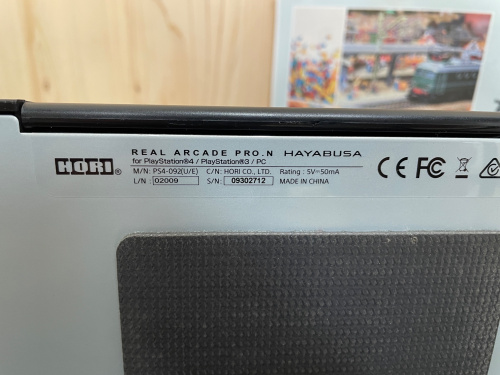 HORI®
REAL ARCADE PRO.N HAYABUSA
for PlayStation®4 / PlayStation®3 / PC
M/N: PS4-092(U/E) C/N: HORI CO., LTD. Rating : 5V⎓50mA
L/N : 02009 S/N : 09302712 MADE IN CHINA
CE FC